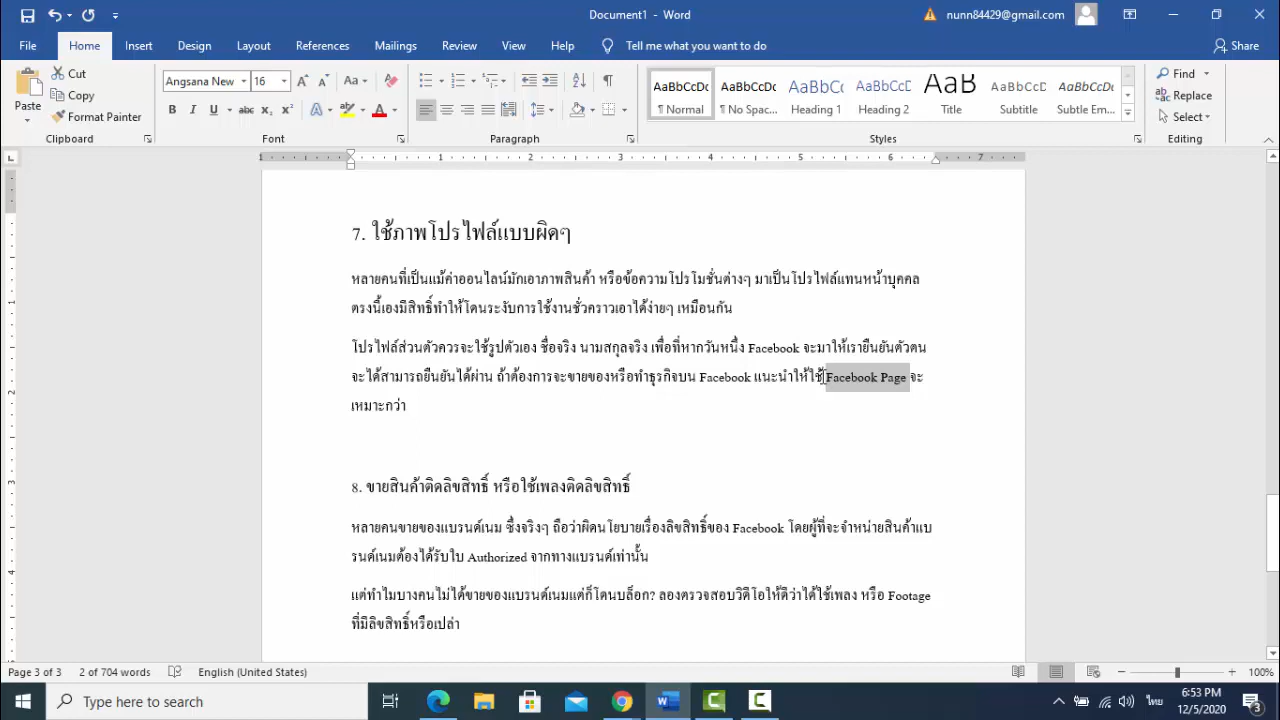 Document1 - Word
nunn84429@gmail.com
File Home Insert Design Layout References Mailings Review View Help Tell me what you want to do Share
Paste
Cut
Copy
Format Painter
Clipboard
Angsana New 16
Aa
B I U abc x₂ x²
Font
Paragraph
AaBbCcDc AaBbCcDc AaBbCc AaBbCcD AaB AaBbCcD AaBbCcDc
¶ Normal ¶ No Spac... Heading 1 Heading 2 Title Subtitle Subtle Em...
Styles
Find
Replace
Select
Editing
1 1 2 3 4 5 6 7
7. ใช้ภาพโปรไฟล์แบบผิดๆ
หลายคนที่เป็นแม้ค่าออนไลน์มักเอาภาพสินค้า หรือข้อความโปรโมชั่นต่างๆ มาเป็นโปรไฟล์แทนหน้าบุคคล
ตรงนี้เองมีสิทธิ์ทำให้โดนระงับการใช้งานชั่วคราวเอาได้ง่ายๆ เหมือนกัน
โปรไฟล์ส่วนตัวควรจะใช้รูปตัวเอง ชื่อจริง นามสกุลจริง เพื่อที่หากวันหนึ่ง Facebook จะมาให้เรายืนยันตัวตน
จะได้สามารถยืนยันได้ผ่าน ถ้าต้องการจะขายของหรือทำธุรกิจบน Facebook แนะนำให้ใช้ Facebook Page จะ
เหมาะกว่า
8. ขายสินค้าติดลิขสิทธิ์ หรือใช้เพลงติดลิขสิทธิ์
หลายคนขายของแบรนด์เนม ซึ่งจริงๆ ถือว่าผิดนโยบายเรื่องลิขสิทธิ์ของ Facebook โดยผู้ที่จะจำหน่ายสินค้าแบ
รนด์เนมต้องได้รับใบ Authorized จากทางแบรนด์เท่านั้น
แต่ทำไมบางคนไม่ได้ขายของแบรนด์เนมแต่ก็โดนบล็อก? ลองตรวจสอบวิดีโอให้ดีว่าได้ใช้เพลง หรือ Footage
ที่มีลิขสิทธิ์หรือเปล่า
Page 3 of 3 2 of 704 words English (United States) 100%
Type here to search
ไทย
6:53 PM
12/5/2020
3